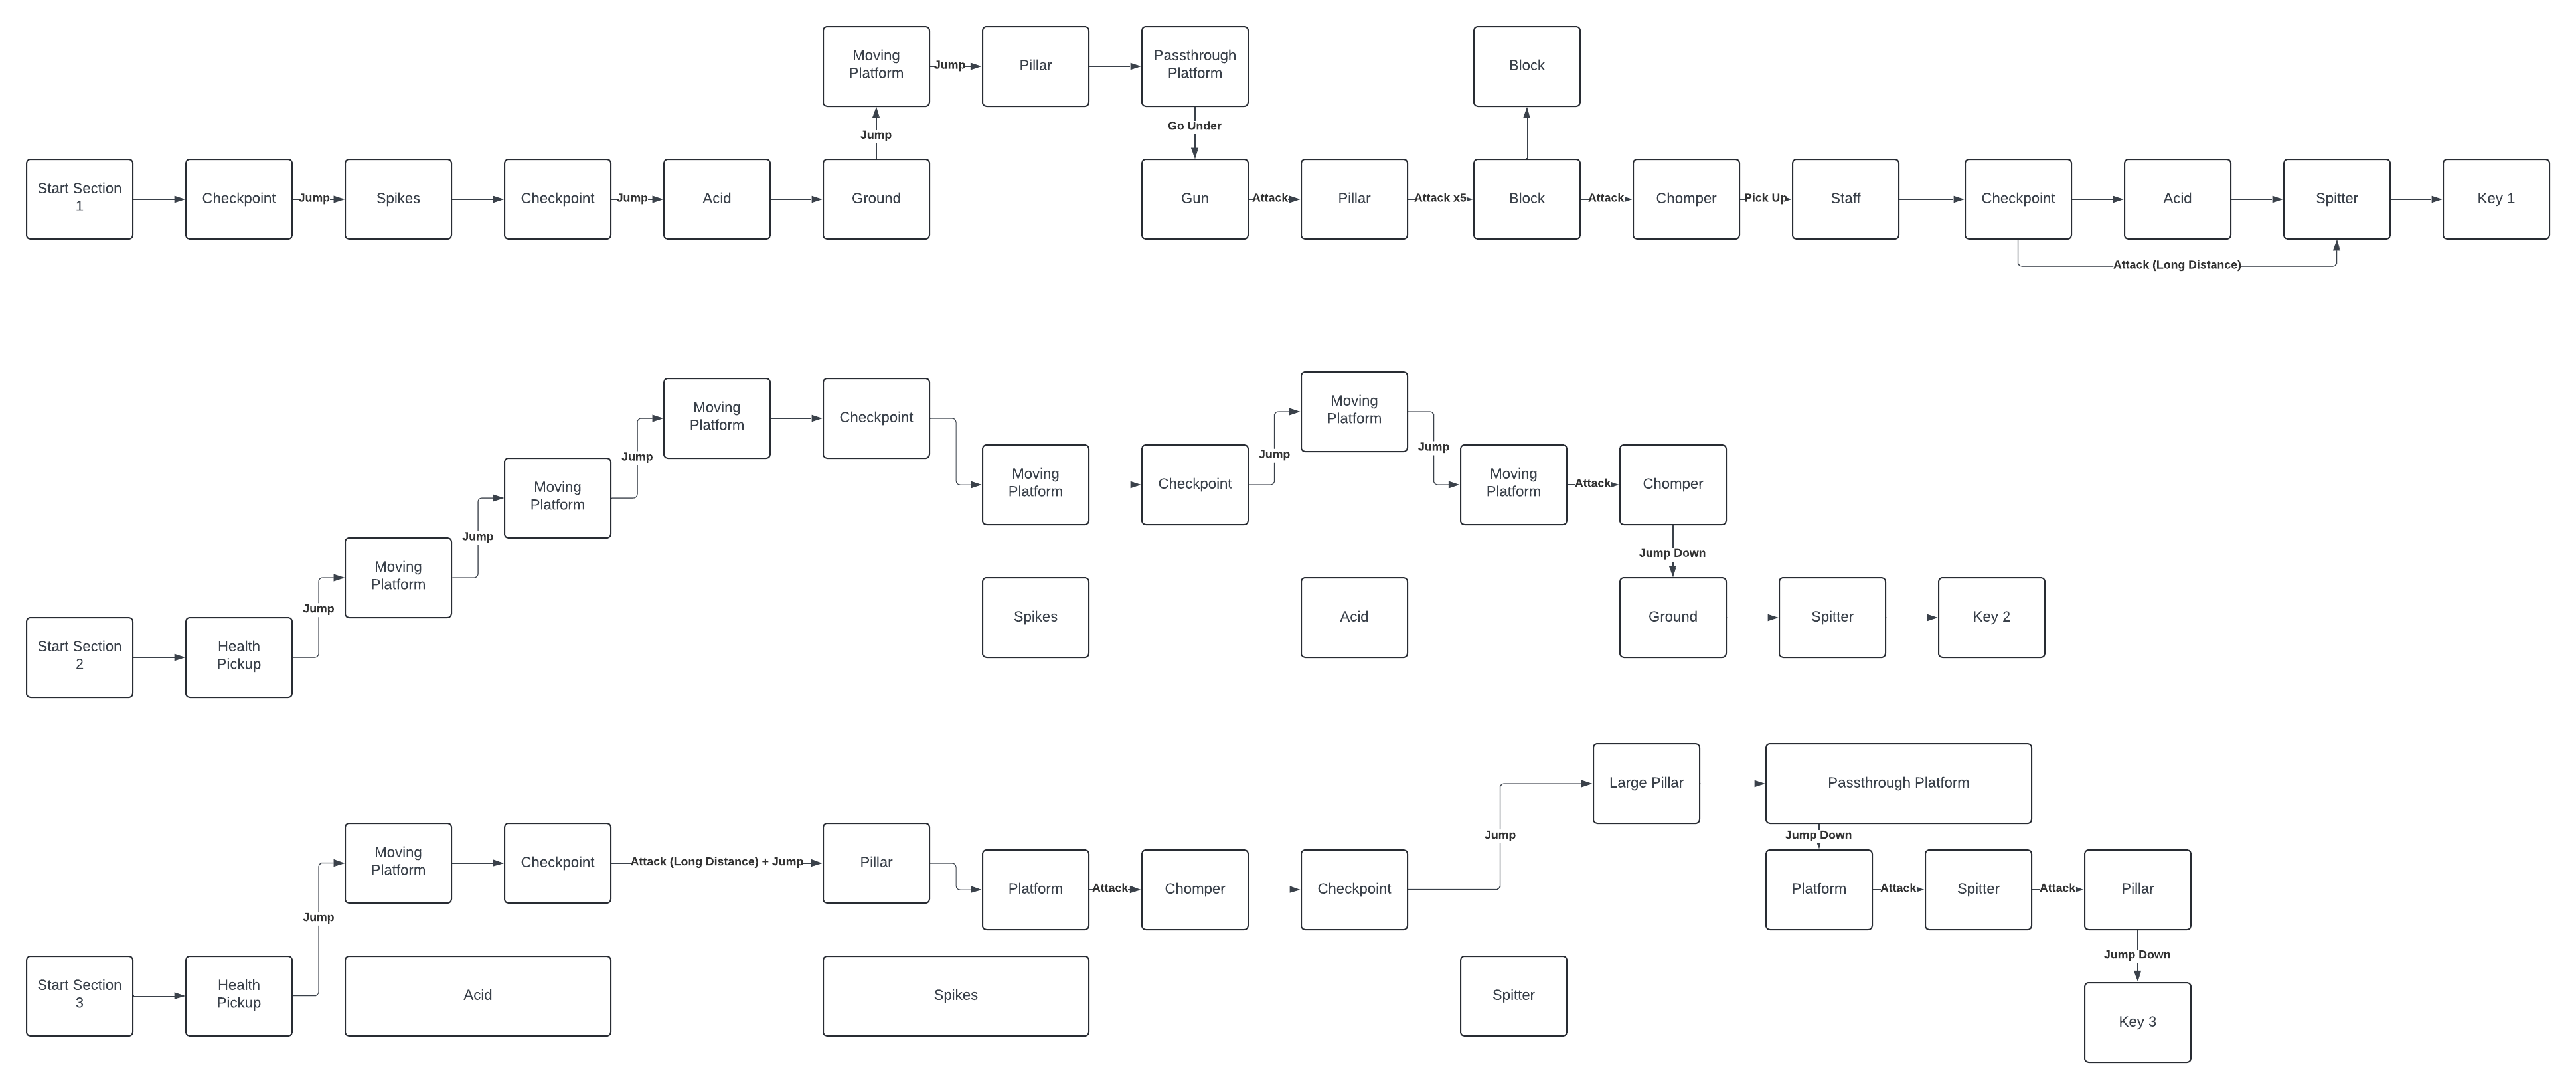 Moving
Platform
Jump
Pillar
Passthrough
Platform
Block
Jump
Go Under
Start Section
1
Checkpoint
Jump
Spikes
Checkpoint
Jump
Acid
Ground
Gun
Attack
Pillar
Attack x5
Block
Attack
Chomper
Pick Up
Staff
Checkpoint
Acid
Spitter
Key 1
Attack (Long Distance)
Moving
Platform
Checkpoint
Moving
Platform
Jump
Jump
Jump
Moving
Platform
Moving
Platform
Checkpoint
Moving
Platform
Attack
Chomper
Jump
Jump Down
Moving
Platform
Jump
Spikes
Acid
Ground
Spitter
Key 2
Start Section
2
Health
Pickup
Large Pillar
Passthrough Platform
Jump
Jump Down
Moving
Platform
Checkpoint
Attack (Long Distance) + Jump
Pillar
Platform
Attack
Chomper
Checkpoint
Platform
Attack
Spitter
Attack
Pillar
Jump
Jump Down
Start Section
3
Health
Pickup
Acid
Spikes
Spitter
Key 3